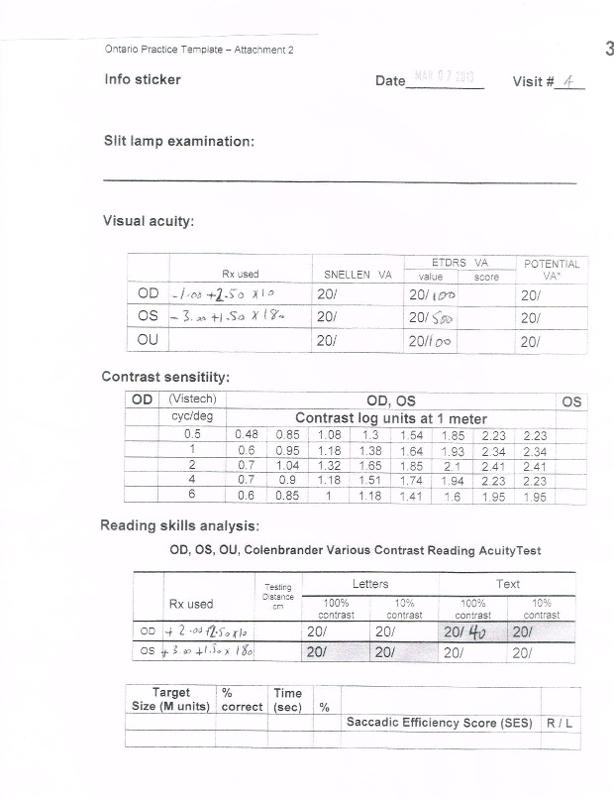 3
Ontario Practice Template – Attachment 2
Info sticker Date MAR 07 2013 Visit # 4
Slit lamp examination:
Visual acuity:
Rx used SNELLEN VA ETDRS VA POTENTIAL VA*
value score
OD -1.00 +2.50 x10 20/ 20/100 20/
OS -3.00 +1.50 x 180 20/ 20/500 20/
OU 20/ 20/100 20/
Contrast sensitiity:
OD (Vistech) OD, OS OS
cyc/deg Contrast log units at 1 meter
0.5 0.48 0.85 1.08 1.3 1.54 1.85 2.23 2.23
1 0.6 0.95 1.18 1.38 1.64 1.93 2.34 2.34
2 0.7 1.04 1.32 1.65 1.85 2.1 2.41 2.41
4 0.7 0.9 1.18 1.51 1.74 1.94 2.23 2.23
6 0.6 0.85 1 1.18 1.41 1.6 1.95 1.95
Reading skills analysis:
OD, OS, OU, Colenbrander Various Contrast Reading AcuityTest
Rx used Testing Distance cm Letters Text
100% contrast 10% contrast 100% contrast 10% contrast
OD +2.00 +2.50 x10 20/ 20/ 20/40 20/
OS +3.00 +1.50 x 180 20/ 20/ 20/ 20/
Target Size (M units) % correct Time (sec) %
Saccadic Efficiency Score (SES) R / L